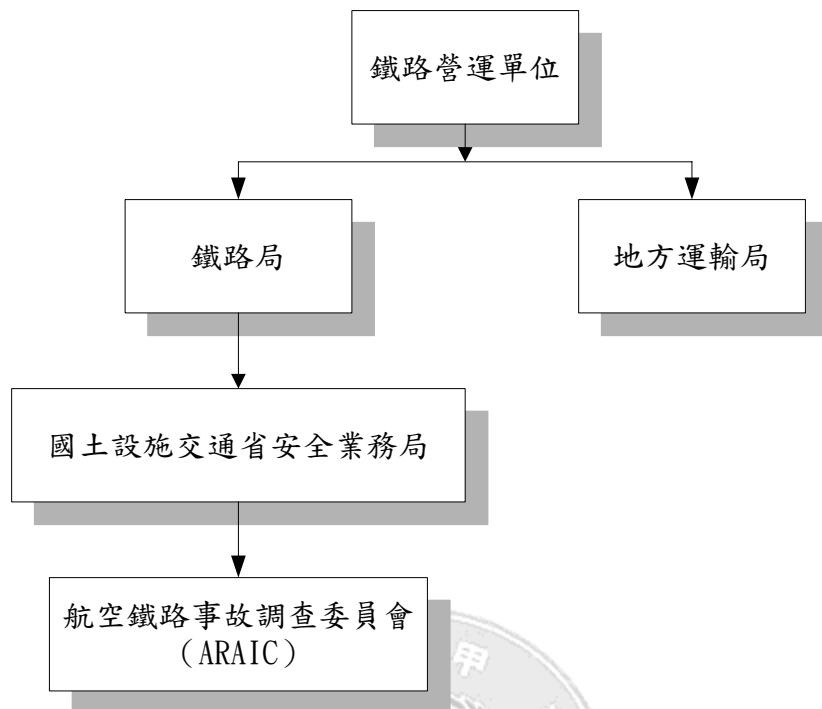 鐵路營運單位
鐵路局
地方運輸局
國土設施交通省安全業務局
航空鐵路事故調查委員會
（ARAIC）
甲